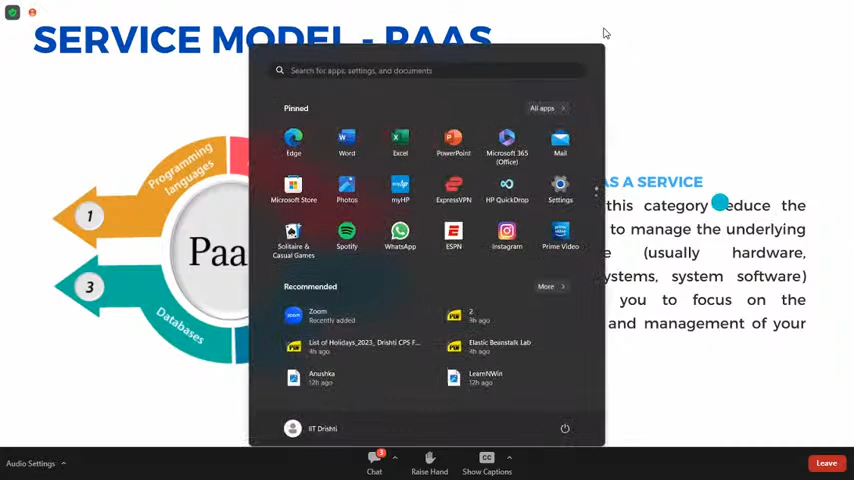 SERVICE MODEL - PAAS
Search for apps, settings, and documents
Pinned
All apps
Edge
Word
Excel
PowerPoint
Microsoft 365
(Office)
Mail
Microsoft Store
Photos
myHP
ExpressVPN
HP QuickDrop
Settings
Solitaire &
Casual Games
Spotify
WhatsApp
ESPN
Instagram
Prime Video
Recommended
More
Zoom
Recently added
2
List of Holidays_2023_ Drishti CPS F...
4h ago
Elastic Beanstalk Lab
4h ago
Anushka
12h ago
LearnNWin
12h ago
IIT Drishti
Programming
languages
1
Paa
3
Databases
AS A SERVICE
this category reduce the
to manage the underlying
e (usually hardware,
ystems, system software)
you to focus on the
and management of your
Audio Settings
3
Chat
Raise Hand
CC
Show Captions
Leave